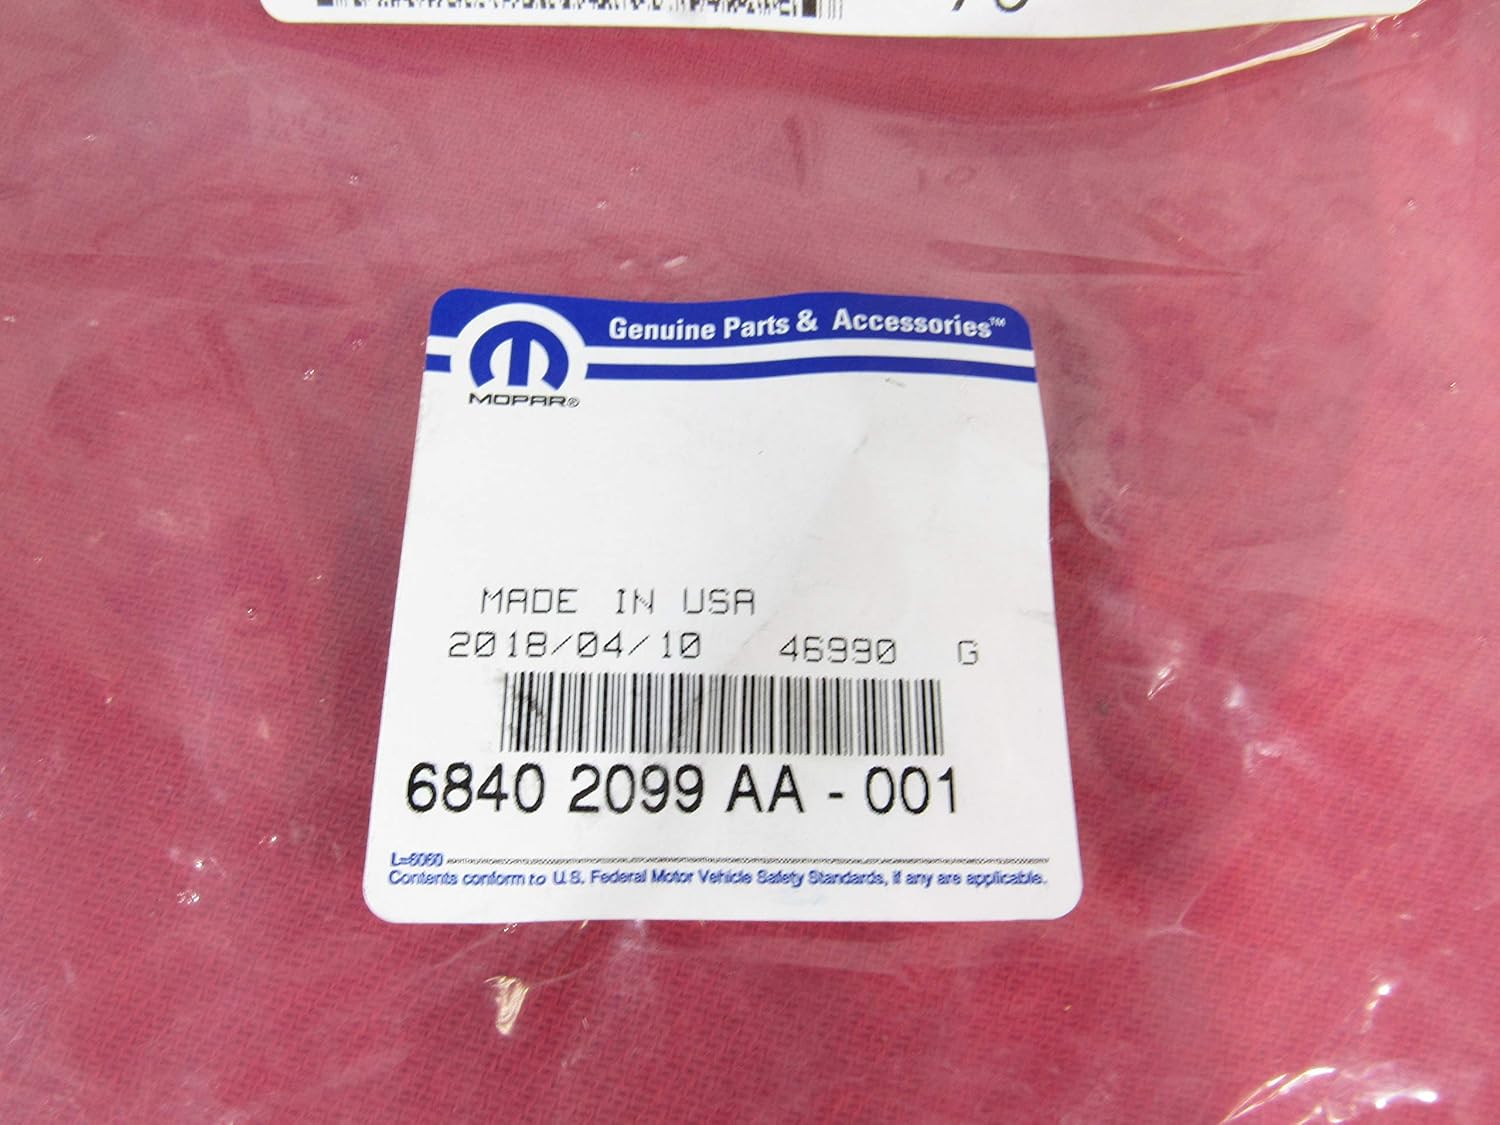 Genuine Parts & Accessories™
MOPAR®
MADE IN USA
2018/04/10 46990 G
6840 2099 AA - 001
L=6060
Contents conform to U.S. Federal Motor Vehicle Safety Standards, if any are applicable.